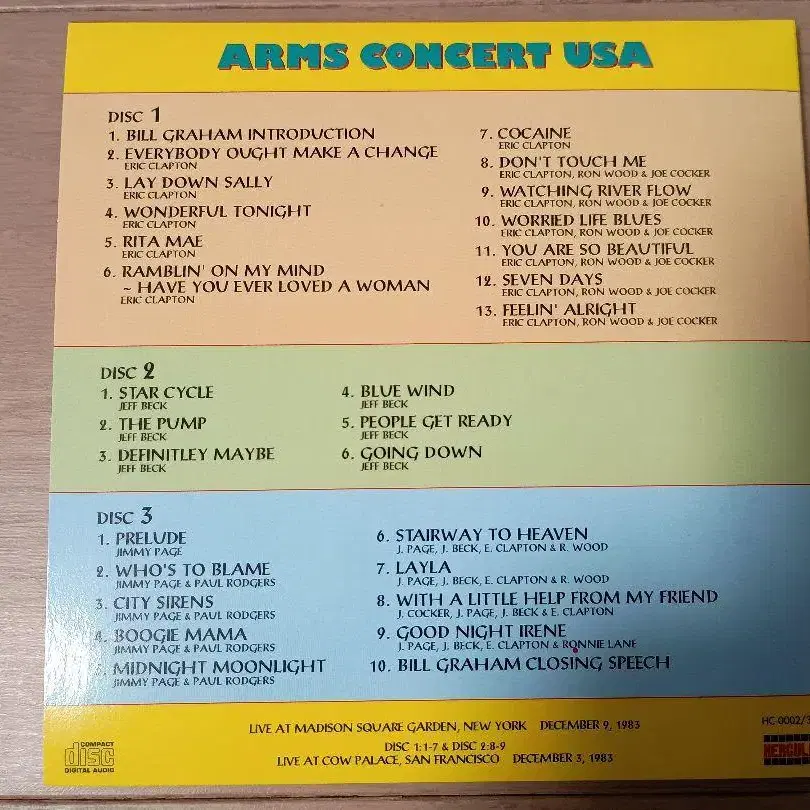 ARMS CONCERT USA
DISC 1
1. BILL GRAHAM INTRODUCTION
2. EVERYBODY OUGHT MAKE A CHANGE
ERIC CLAPTON
3. LAY DOWN SALLY
ERIC CLAPTON
4. WONDERFUL TONIGHT
ERIC CLAPTON
5. RITA MAE
ERIC CLAPTON
6. RAMBLIN' ON MY MIND
~ HAVE YOU EVER LOVED A WOMAN
ERIC CLAPTON
7. COCAINE
ERIC CLAPTON
8. DON'T TOUCH ME
ERIC CLAPTON, RON WOOD & JOE COCKER
9. WATCHING RIVER FLOW
ERIC CLAPTON, RON WOOD & JOE COCKER
10. WORRIED LIFE BLUES
ERIC CLAPTON, RON WOOD & JOE COCKER
11. YOU ARE SO BEAUTIFUL
ERIC CLAPTON, RON WOOD & JOE COCKER
12. SEVEN DAYS
ERIC CLAPTON, RON WOOD & JOE COCKER
13. FEELIN' ALRIGHT
ERIC CLAPTON, RON WOOD & JOE COCKER
DISC 2
1. STAR CYCLE
JEFF BECK
2. THE PUMP
JEFF BECK
3. DEFINITLEY MAYBE
JEFF BECK
4. BLUE WIND
JEFF BECK
5. PEOPLE GET READY
JEFF BECK
6. GOING DOWN
JEFF BECK
DISC 3
1. PRELUDE
JIMMY PAGE
2. WHO'S TO BLAME
JIMMY PAGE & PAUL RODGERS
3. CITY SIRENS
JIMMY PAGE & PAUL RODGERS
4. BOOGIE MAMA
JIMMY PAGE & PAUL RODGERS
5. MIDNIGHT MOONLIGHT
JIMMY PAGE & PAUL RODGERS
6. STAIRWAY TO HEAVEN
J. PAGE, J. BECK, E. CLAPTON & R. WOOD
7. LAYLA
J. PAGE, J. BECK, E. CLAPTON & R. WOOD
8. WITH A LITTLE HELP FROM MY FRIEND
J. COCKER, J. PAGE, J. BECK & E. CLAPTON
9. GOOD NIGHT IRENE
J. PAGE, J. BECK, E. CLAPTON & RONNIE LANE
10. BILL GRAHAM CLOSING SPEECH
LIVE AT MADISON SQUARE GARDEN, NEW YORK DECEMBER 9, 1983
DISC 1:1-7 & DISC 2:8-9
LIVE AT COW PALACE, SAN FRANCISCO DECEMBER 3, 1983
COMPACT
disc
DIGITAL AUDIO
HC-0002/3